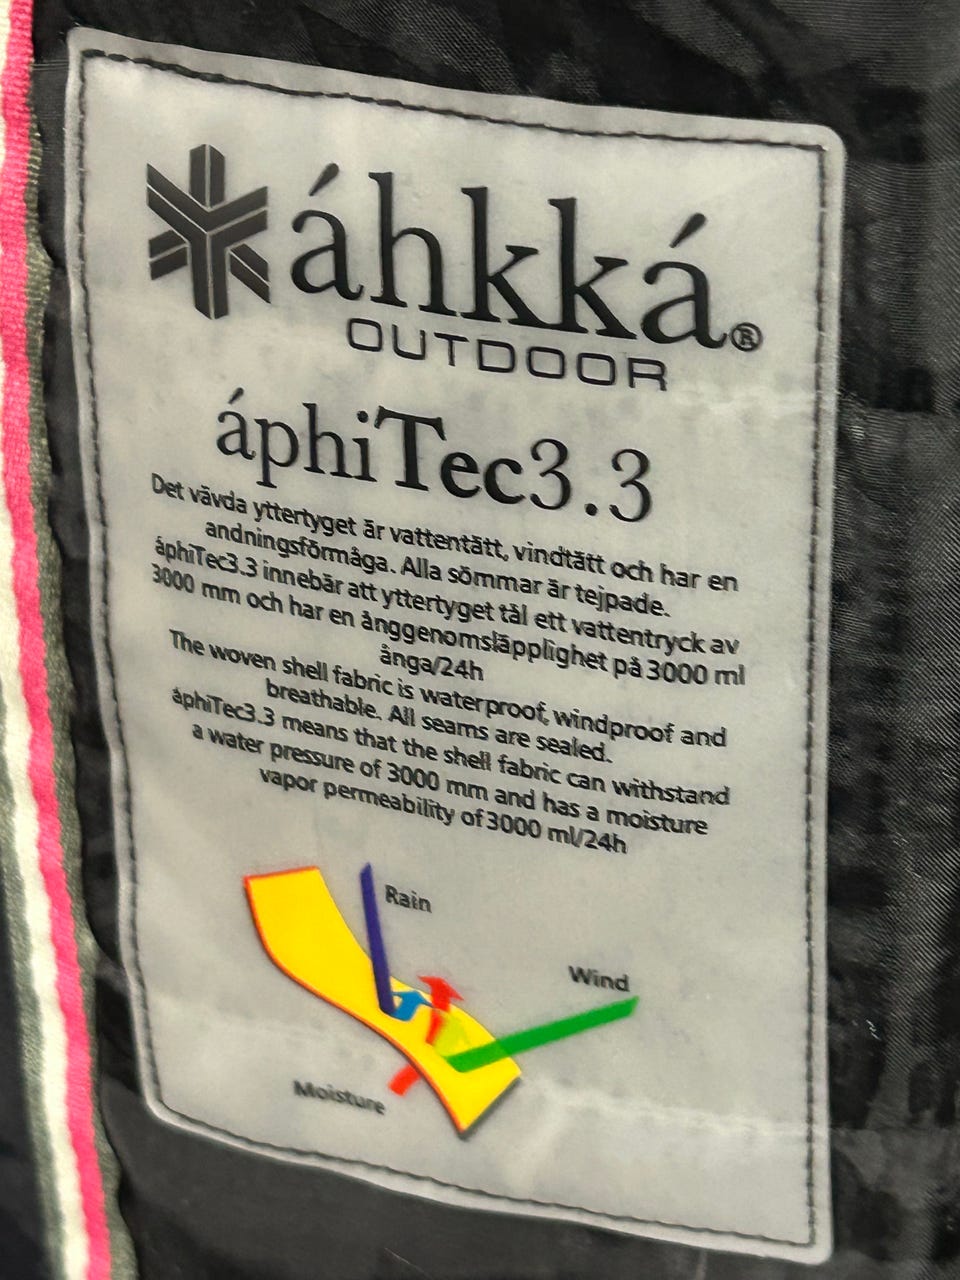 áhkká®
OUTDOOR
áphiTec3.3
Det vävda yttertyget är vattentätt, vindtätt och har en
andningsförmåga. Alla sömmar är tejpade.
áphiTec3.3 innebär att yttertyget tål ett vattentryck av
3000 mm och har en ånggenomsläpplighet på 3000 ml
ånga/24h
The woven shell fabric is waterproof, windproof and
breathable. All seams are sealed.
áphiTec3.3 means that the shell fabric can withstand
a water pressure of 3000 mm and has a moisture
vapor permeability of 3000 ml/24h
Rain
Wind
Moisture